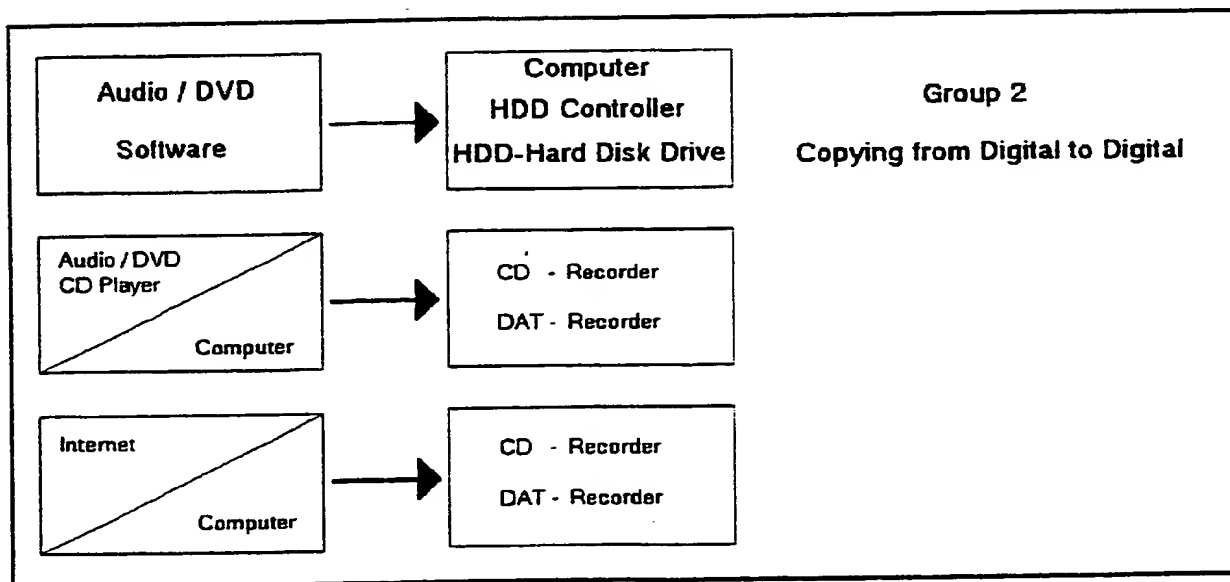 Audio / DVD
Software
Computer
HDD Controller
HDD-Hard Disk Drive
Group 2
Copying from Digital to Digital
Audio / DVD
CD Player
Computer
CD - Recorder
DAT - Recorder
Internet
Computer
CD - Recorder
DAT - Recorder